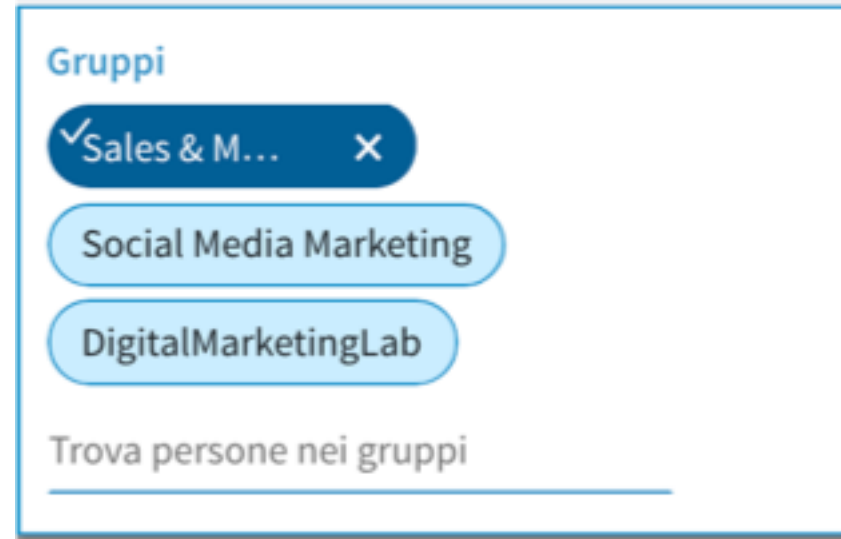 Gruppi
Sales & M...
Social Media Marketing
DigitalMarketingLab
Trova persone nei gruppi